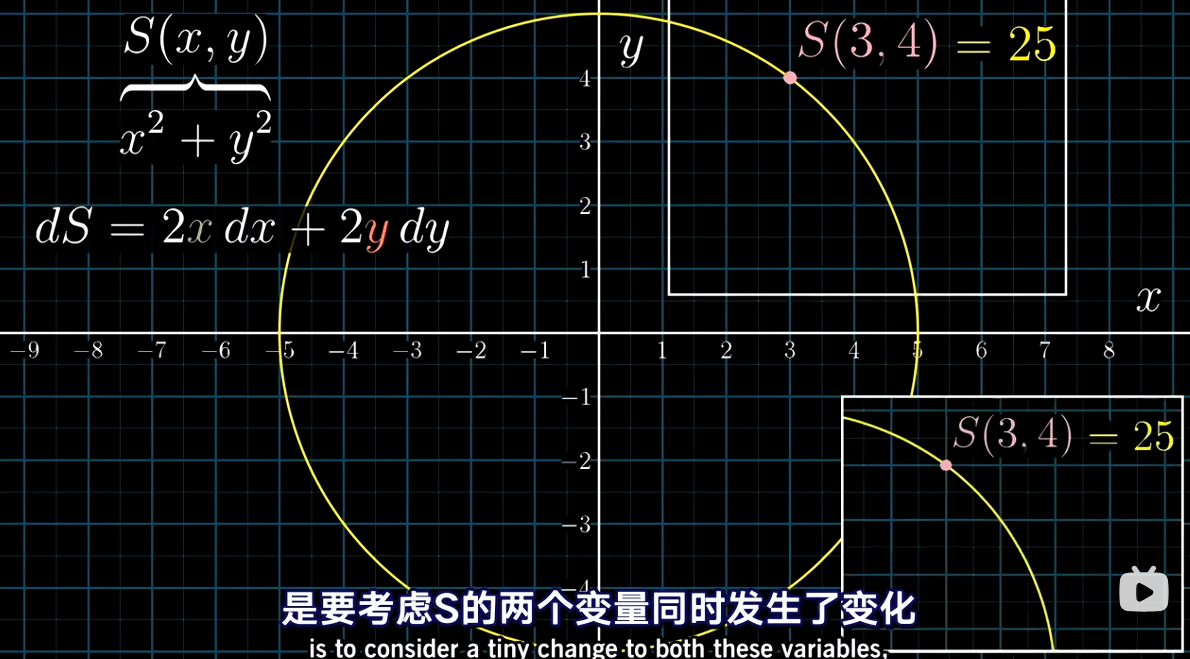 S(x, y)
x² + y²
dS = 2x dx + 2y dy
y
S(3, 4) = 25
4
3
2
1
x
−9 −8 −7 −6 −5 −4 −3 −2 −1 1 2 3 4 5 6 7 8
−1
−2
−3
−4
S(3, 4) = 25
是要考虑S的两个变量同时发生了变化
is to consider a tiny change to both these variables,